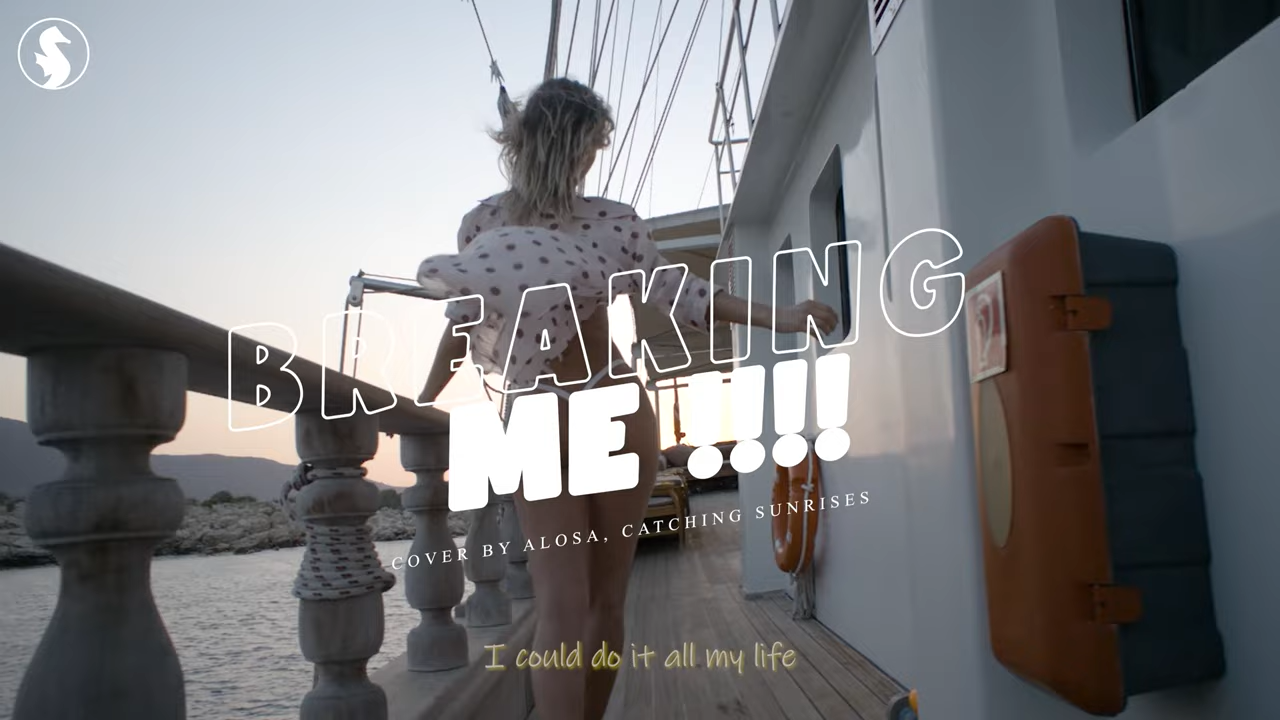 BREAKING
ME !!!!
COVER BY ALOSA, CATCHING SUNRISES
I could do it all my life